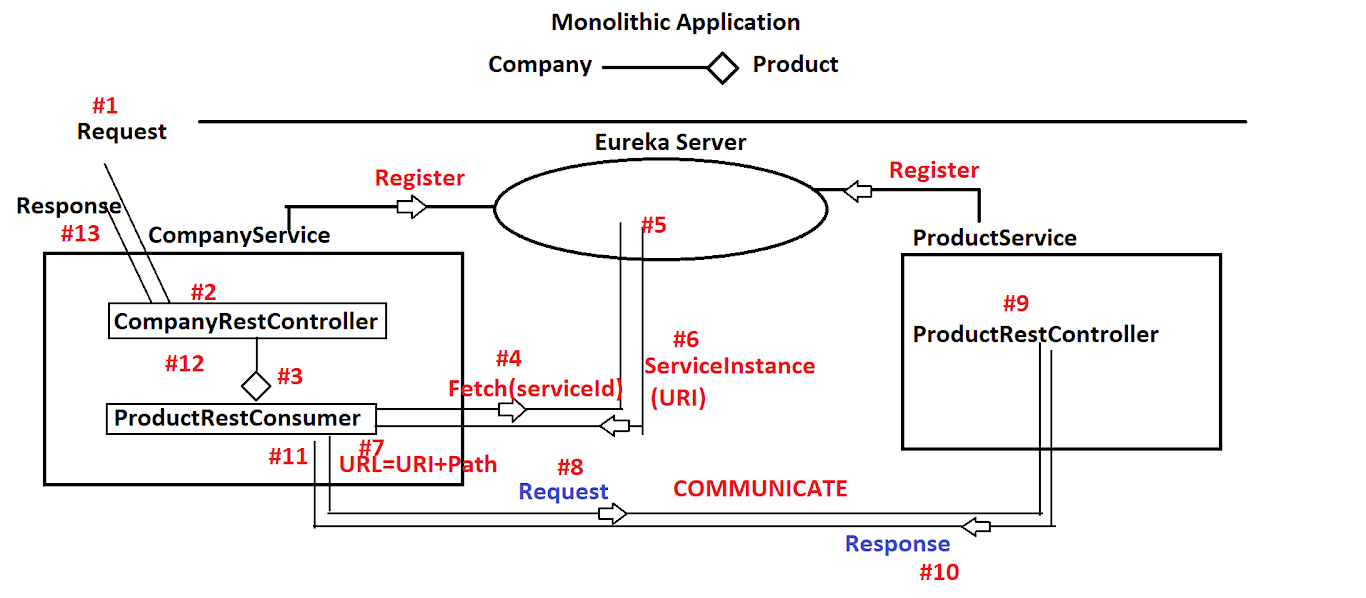 Monolithic Application
Company
Product
#1
Request
Eureka Server
Register
Register
Response
#13
CompanyService
#5
ProductService
#2
CompanyRestController
#9
ProductRestController
#12
#3
#4
Fetch(serviceId)
#6
ServiceInstance
(URI)
ProductRestConsumer
#11
#7
URL=URI+Path
#8
Request
COMMUNICATE
Response
#10